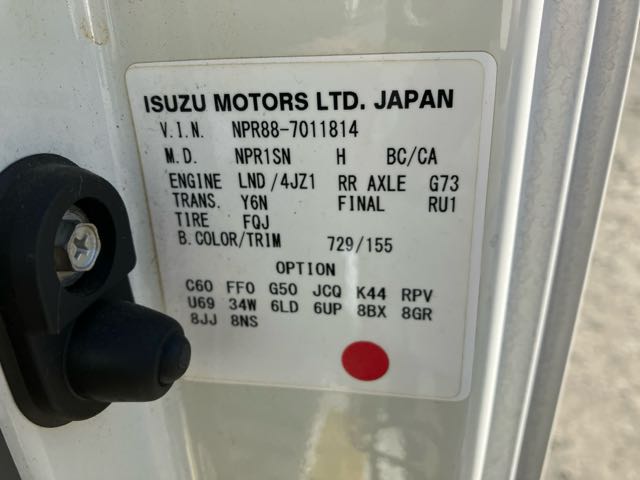 ISUZU MOTORS LTD. JAPAN
V.I.N. NPR88-7011814
M.D. NPR1SN H BC/CA
ENGINE LND/4JZ1 RR AXLE G73
TRANS. Y6N FINAL RU1
TIRE FQJ
B.COLOR/TRIM 729/155
OPTION
C60 FF0 G50 JCQ K44 RPV
U69 34W 6LD 6UP 8BX 8GR
8JJ 8NS